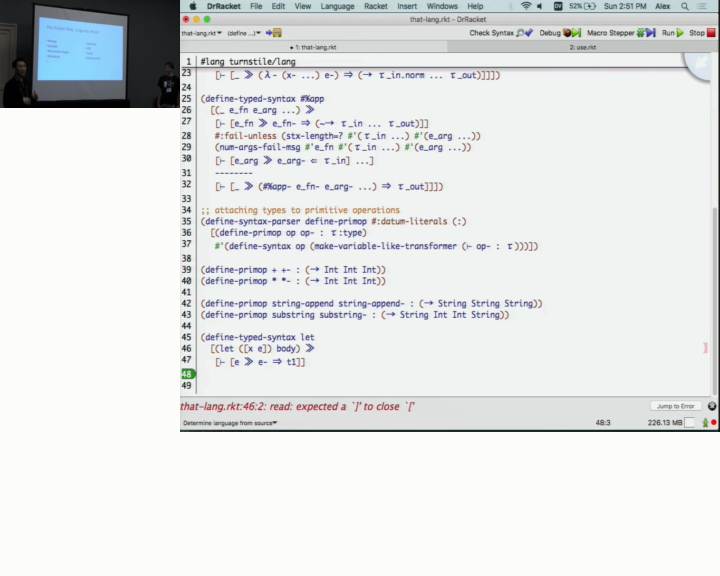 DrRacket File Edit View Language Racket Insert Windows Help 52% Sun 2:51 PM Alex
that-lang.rkt - DrRacket
that-lang.rkt▼ (define ...)▼ Check Syntax Debug Macro Stepper Run Stop
• 1: that-lang.rkt 2: use.rkt
1 #lang turnstile/lang
23 [⊢ [_ ≫ (λ- (x- ...) e-) ⇒ (→ τ_in.norm ... τ_out)]]])
24
25 (define-typed-syntax #%app
26 [(_ e_fn e_arg ...) ≫
27 [⊢ [e_fn ≫ e_fn- ⇒ (~→ τ_in ... τ_out)]]
28 #:fail-unless (stx-length=? #'(τ_in ...) #'(e_arg ...))
29 (num-args-fail-msg #'e_fn #'(τ_in ...) #'(e_arg ...))
30 [⊢ [e_arg ≫ e_arg- ⇐ τ_in] ...]
31 --------
32 [⊢ [_ ≫ (#%app- e_fn- e_arg- ...) ⇒ τ_out]]])
33
34 ;; attaching types to primitive operations
35 (define-syntax-parser define-primop #:datum-literals (:)
36 [(define-primop op op- : τ:type)
37 #'(define-syntax op (make-variable-like-transformer (⊢ op- : τ)))])
38
39 (define-primop + +- : (→ Int Int Int))
40 (define-primop * *- : (→ Int Int Int))
41
42 (define-primop string-append string-append- : (→ String String String))
43 (define-primop substring substring- : (→ String Int Int String))
44
45 (define-typed-syntax let
46 [(let ([x e]) body) ≫
47 [⊢ [e ≫ e- ⇒ t1]]
48
49
that-lang.rkt:46:2: read: expected a `]' to close `['
Jump to Error
Determine language from source▼ 48:3 226.13 MB